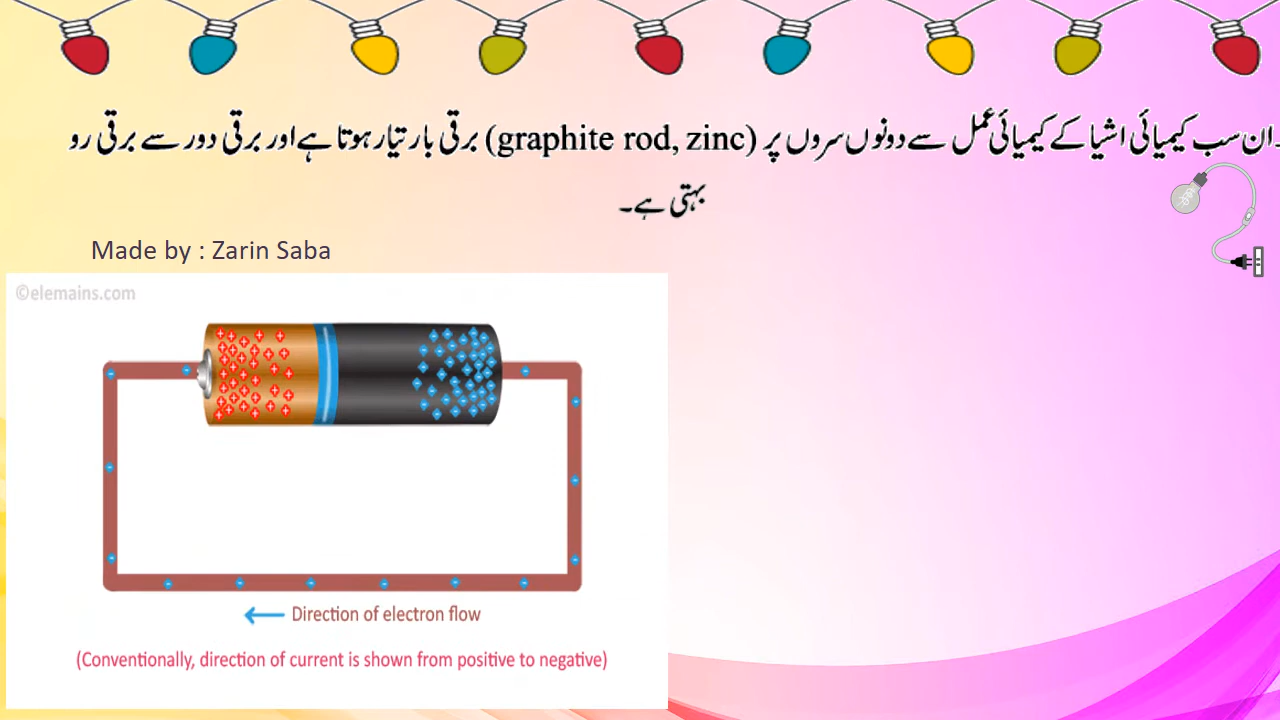 ان سب کیمیائی اشیا کے کیمیائی عمل سے دونوں سروں پر (graphite rod, zinc) برقی بار تیار ہوتا ہے اور برقی دور سے برقی رو
بہتی ہے۔
Made by : Zarin Saba
©elemains.com
Direction of electron flow
(Conventionally, direction of current is shown from positive to negative)